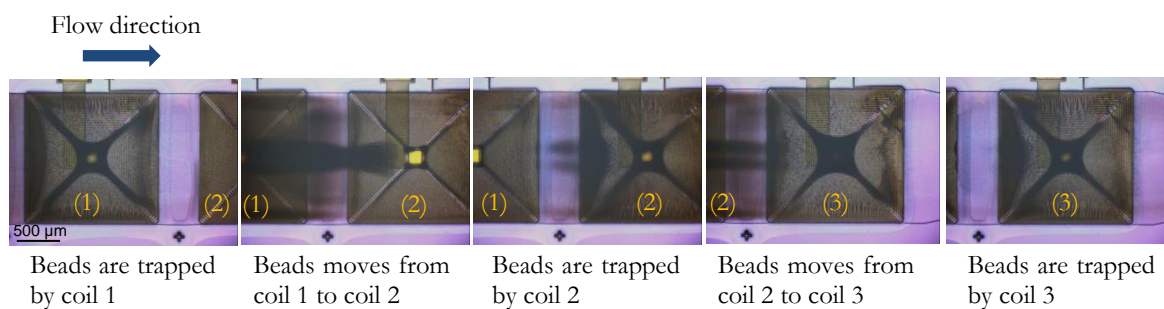 Flow direction
(1)
(2)
(1)
(2)
(1)
(2)
(2)
(3)
(3)
500 µm
Beads are trapped
by coil 1
Beads moves from
coil 1 to coil 2
Beads are trapped
by coil 2
Beads moves from
coil 2 to coil 3
Beads are trapped
by coil 3